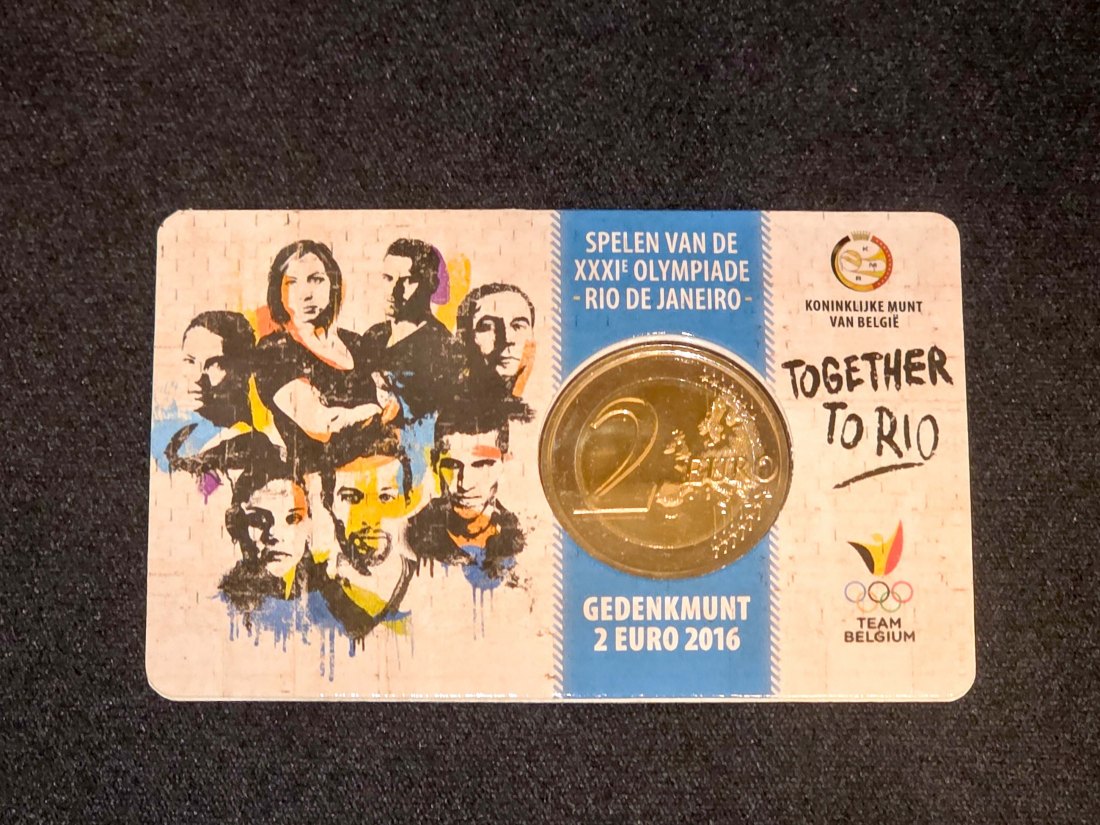 SPELEN VAN DE
XXXIᴱ OLYMPIADE
- RIO DE JANEIRO -
2 EURO
GEDENKMUNT
2 EURO 2016
KONINKLIJKE MUNT
VAN BELGIË
TOGETHER
TO RIO
TEAM
BELGIUM